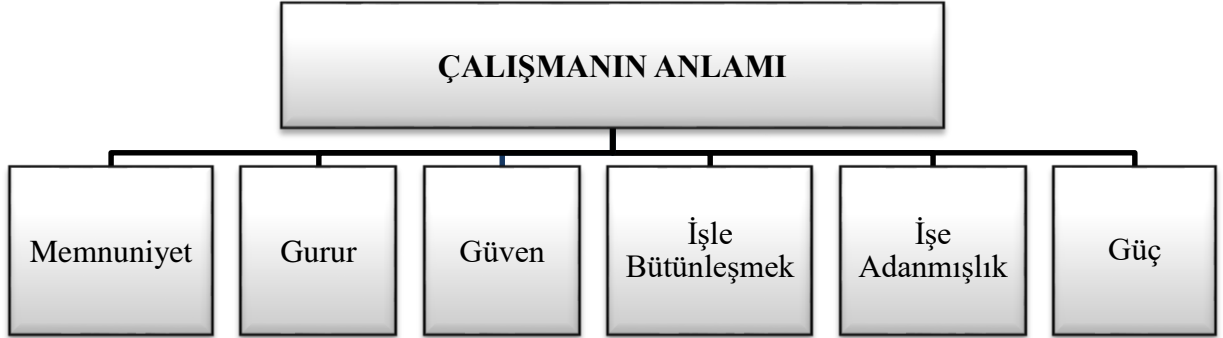 ÇALIŞMANIN ANLAMI
Memnuniyet
Gurur
Güven
İşle
Bütünleşmek
İşe
Adanmışlık
Güç